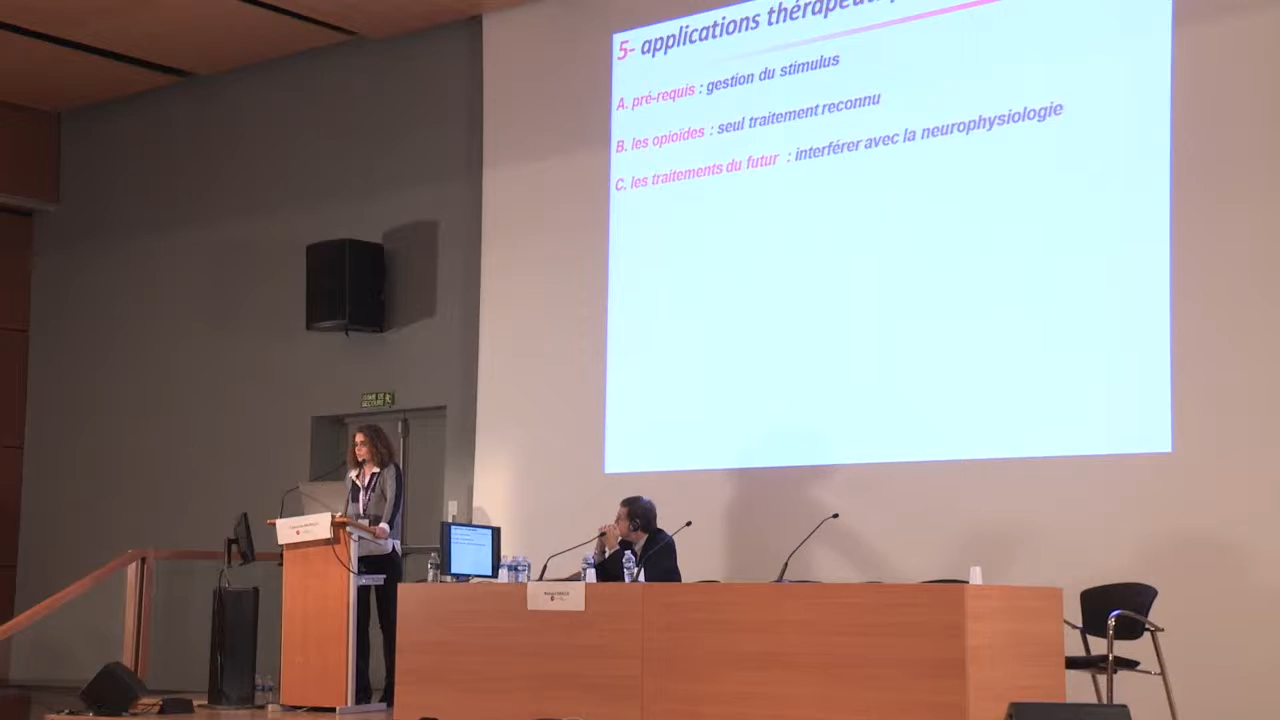 5- applications
A. pré-requis : gestion du stimulus
B. les opioïdes : seul traitement reconnu
C. les traitements du futur : interférer avec la neurophysiologie